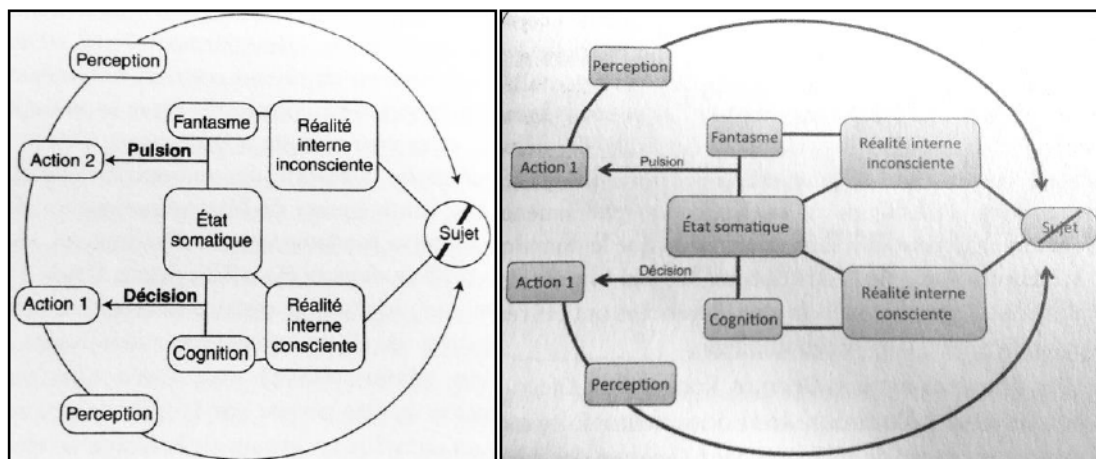 Perception
Fantasme
Réalité
interne
inconsciente
Action 2
Pulsion
État
somatique
Sujet
Action 1
Décision
Réalité
interne
consciente
Cognition
Perception
Perception
Fantasme
Réalité interne
inconsciente
Action 1
Pulsion
État somatique
Sujet
Action 1
Décision
Réalité interne
consciente
Cognition
Perception